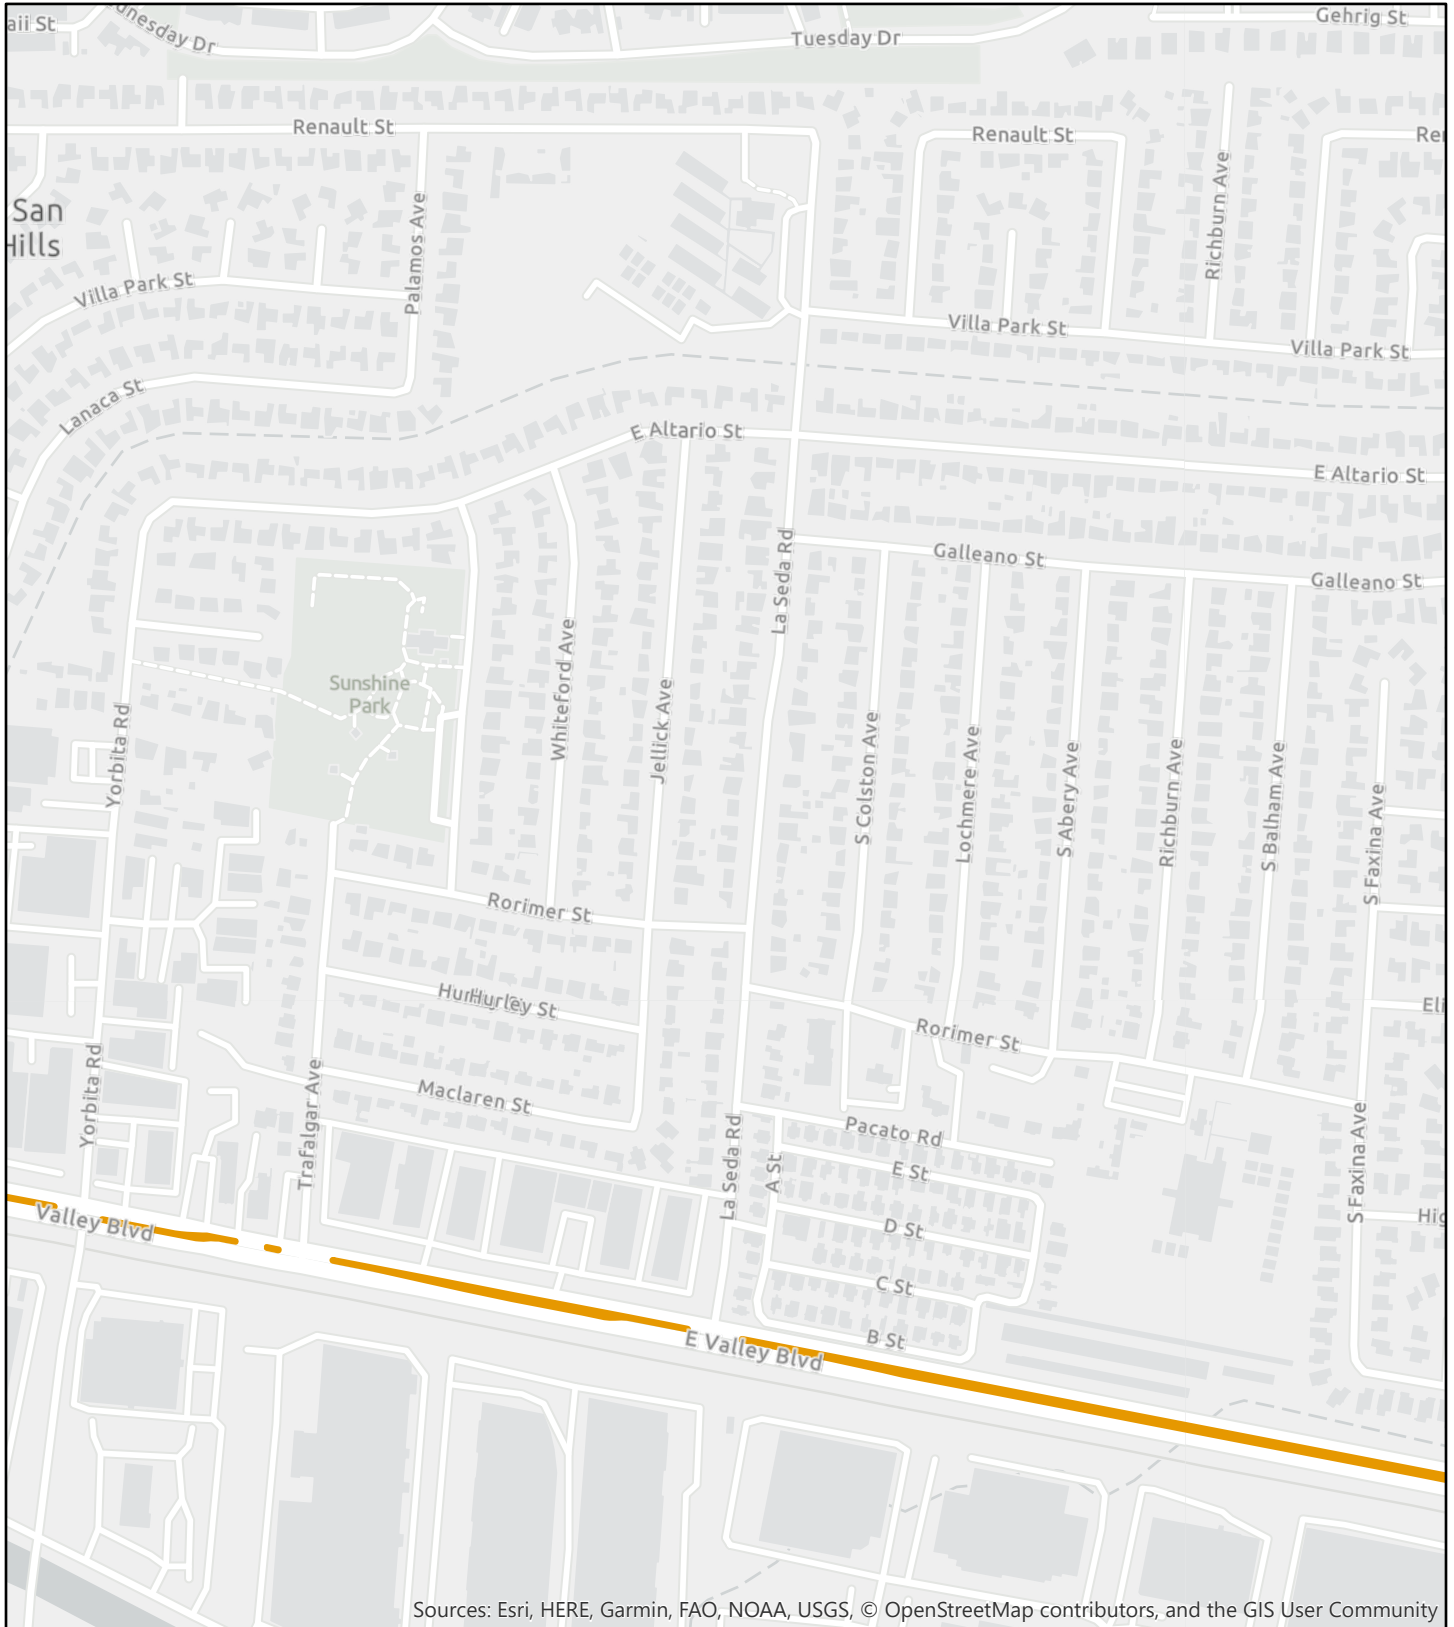 aii St
Tuesday Dr
Gehrig St
Renault St
Renault St
San
Hills
Palamos Ave
Richburn Ave
Villa Park St
Villa Park St
Villa Park St
Lanaca St
E Altario St
E Altario St
La Seda Rd
Galleano St
Galleano St
Sunshine
Park
Yorbita Rd
Whiteford Ave
Jellick Ave
S Colston Ave
Lochmere Ave
S Abery Ave
Richburn Ave
S Balham Ave
S Faxina Ave
Rorimer St
Hurley St
Rorimer St
Eli
Yorbita Rd
Trafalgar Ave
Maclaren St
La Seda Rd
A St
Pacato Rd
E St
S Faxina Ave
Valley Blvd
D St
Hig
C St
B St
E Valley Blvd
Sources: Esri, HERE, Garmin, FAO, NOAA, USGS, © OpenStreetMap contributors, and the GIS User Community